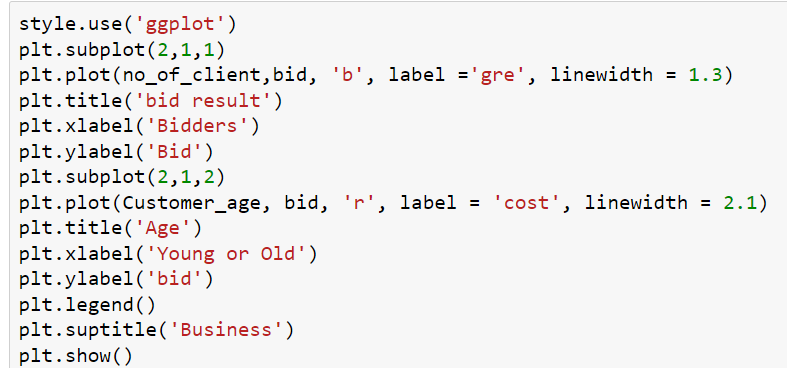 style.use('ggplot')
plt.subplot(2,1,1)
plt.plot(no_of_client,bid, 'b', label ='gre', linewidth = 1.3)
plt.title('bid result')
plt.xlabel('Bidders')
plt.ylabel('Bid')
plt.subplot(2,1,2)
plt.plot(Customer_age, bid, 'r', label = 'cost', linewidth = 2.1)
plt.title('Age')
plt.xlabel('Young or Old')
plt.ylabel('bid')
plt.legend()
plt.suptitle('Business')
plt.show()